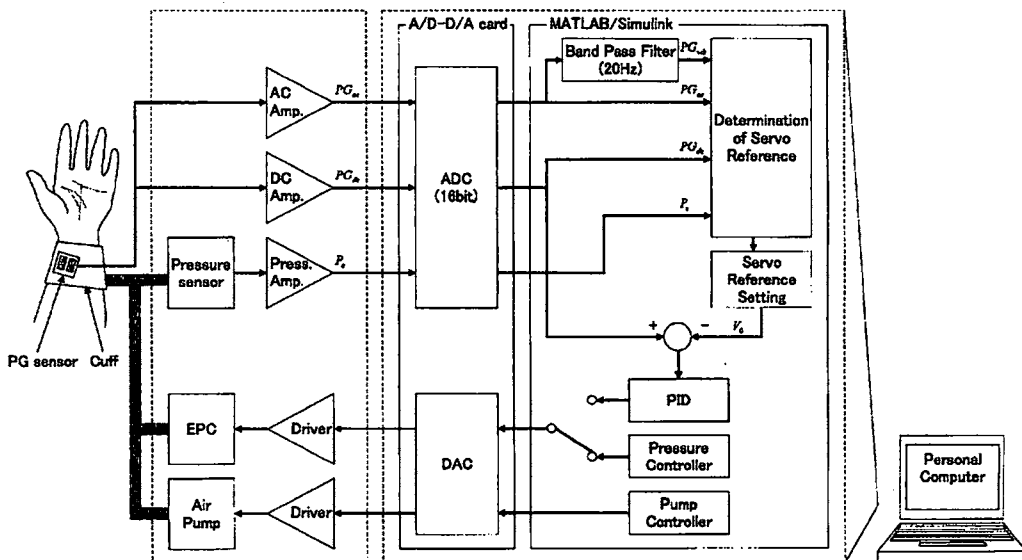 A/D-D/A card
MATLAB/Simulink
Band Pass Filter
(20Hz)
AC
Amp.
PG
PG
DC
Amp.
PG
PG
ADC
(16bit)
Determination
of Servo
Reference
Pressure
sensor
Press.
Amp.
P
P
Servo
Reference
Setting
+
−
V
PG sensor
Cuff
PID
EPC
Driver
DAC
Pressure
Controller
Air
Pump
Driver
Pump
Controller
Personal
Computer